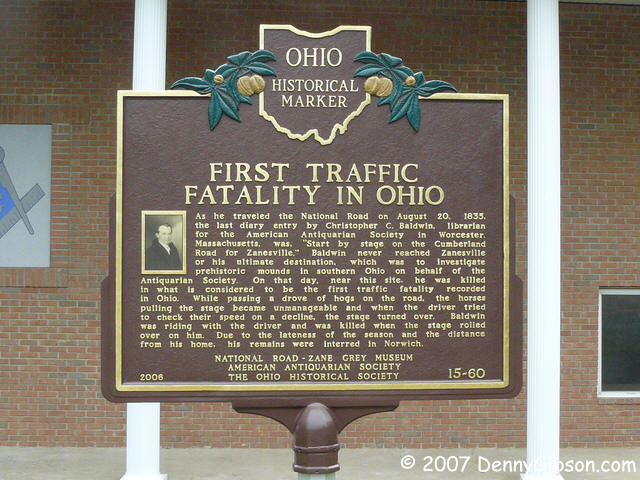 OHIO
HISTORICAL
MARKER
FIRST TRAFFIC
FATALITY IN OHIO
As he traveled the National Road on August 20, 1835,
the last diary entry by Christopher C. Baldwin, librarian
for the American Antiquarian Society in Worcester,
Massachusetts, was, "Start by stage on the Cumberland
Road for Zanesville." Baldwin never reached Zanesville
or his ultimate destination, which was to investigate
prehistoric mounds in southern Ohio on behalf of the
Antiquarian Society. On that day, near this site, he was killed
in what is considered to be the first traffic fatality recorded
in Ohio. While passing a drove of hogs on the road, the horses
pulling the stage became unmanageable and when the driver tried
to check their speed on a decline, the stage turned over. Baldwin
was riding with the driver and was killed when the stage rolled
over on him. Due to the lateness of the season and the distance
from his home, his remains were interred in Norwich.
NATIONAL ROAD - ZANE GREY MUSEUM
AMERICAN ANTIQUARIAN SOCIETY
2006 THE OHIO HISTORICAL SOCIETY 15-60
© 2007 DennyGibson.com